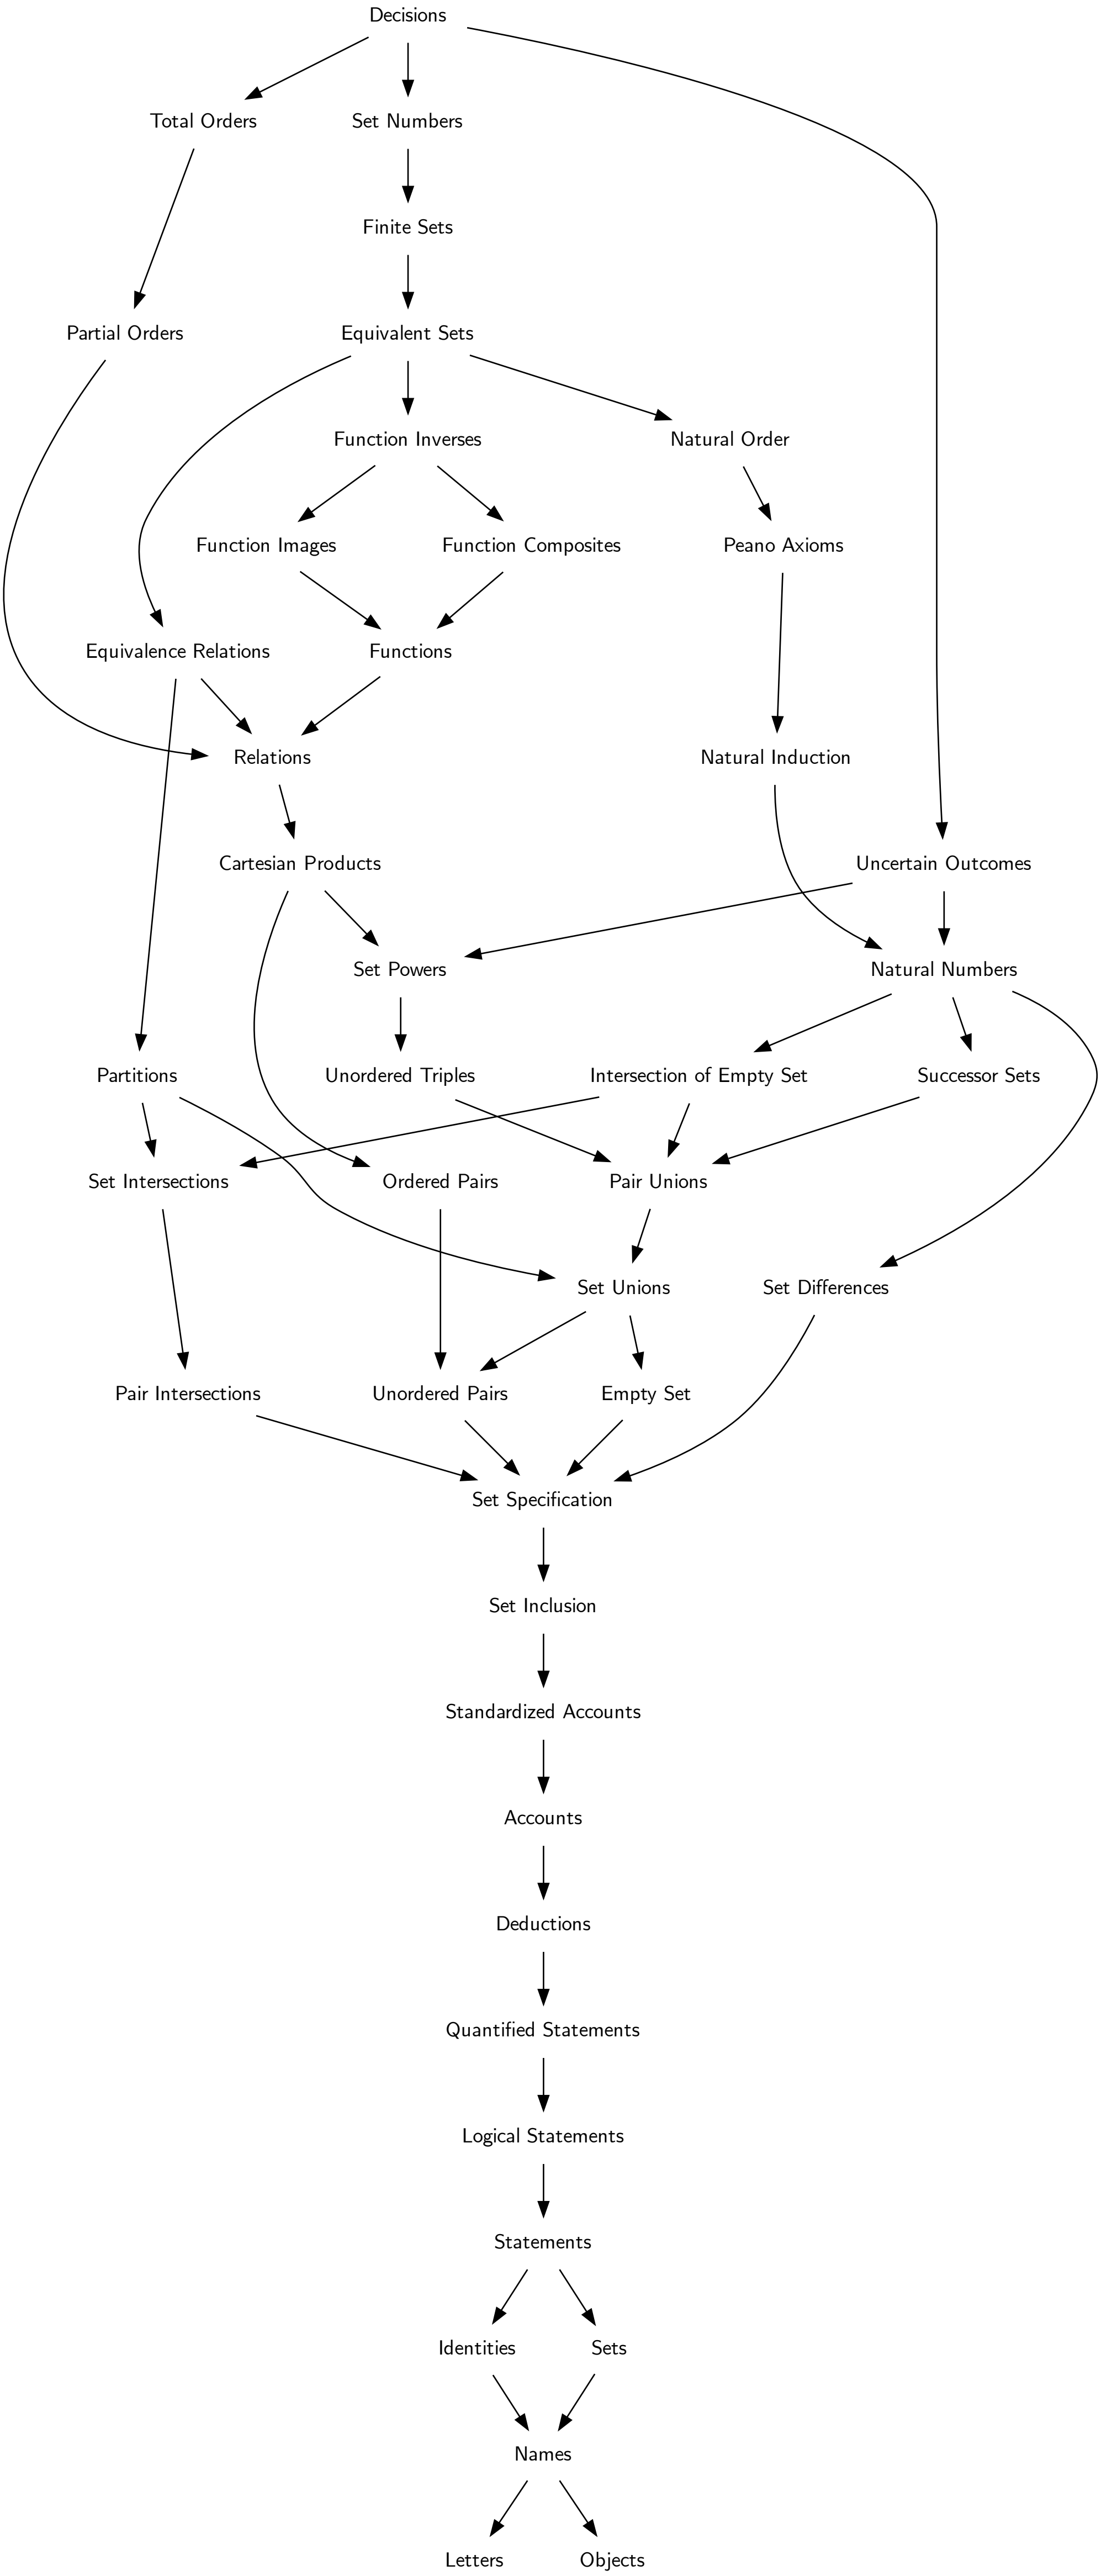 Decisions
Total Orders
Set Numbers
Finite Sets
Partial Orders
Equivalent Sets
Function Inverses
Natural Order
Function Images
Function Composites
Peano Axioms
Equivalence Relations
Functions
Relations
Natural Induction
Cartesian Products
Uncertain Outcomes
Set Powers
Natural Numbers
Partitions
Unordered Triples
Intersection of Empty Set
Successor Sets
Set Intersections
Ordered Pairs
Pair Unions
Set Unions
Set Differences
Pair Intersections
Unordered Pairs
Empty Set
Set Specification
Set Inclusion
Standardized Accounts
Accounts
Deductions
Quantified Statements
Logical Statements
Statements
Identities
Sets
Names
Letters
Objects